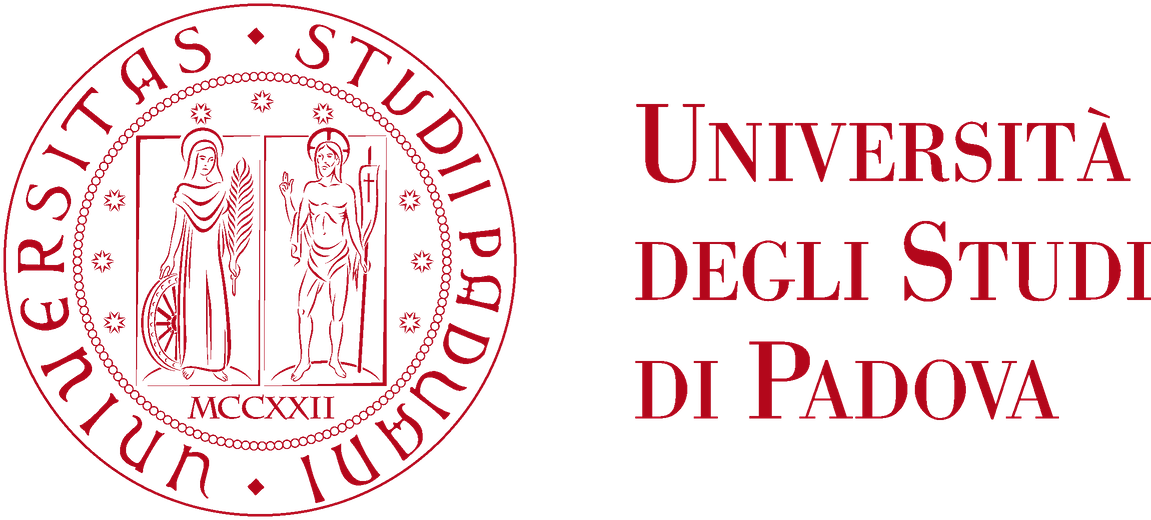 UNIVERSITAS STUDII PADUANI
MCCXXII
UNIVERSITÀ
DEGLI STUDI
DI PADOVA